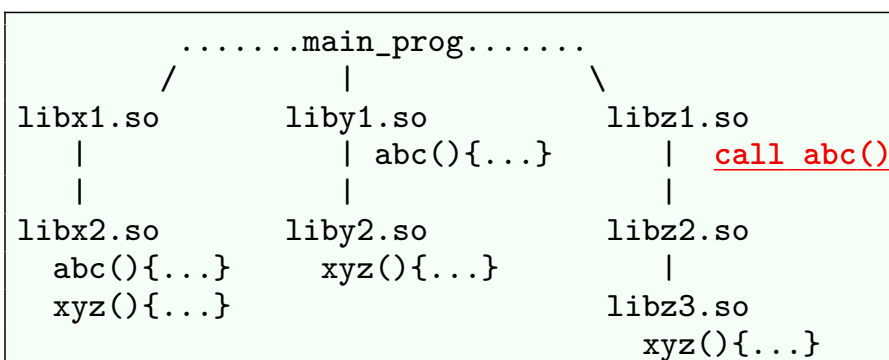 .......main_prog.......
/ | \
libx1.so liby1.so libz1.so
| | abc(){...} | call abc()
| | |
libx2.so liby2.so libz2.so
abc(){...} xyz(){...} |
xyz(){...} libz3.so
xyz(){...}